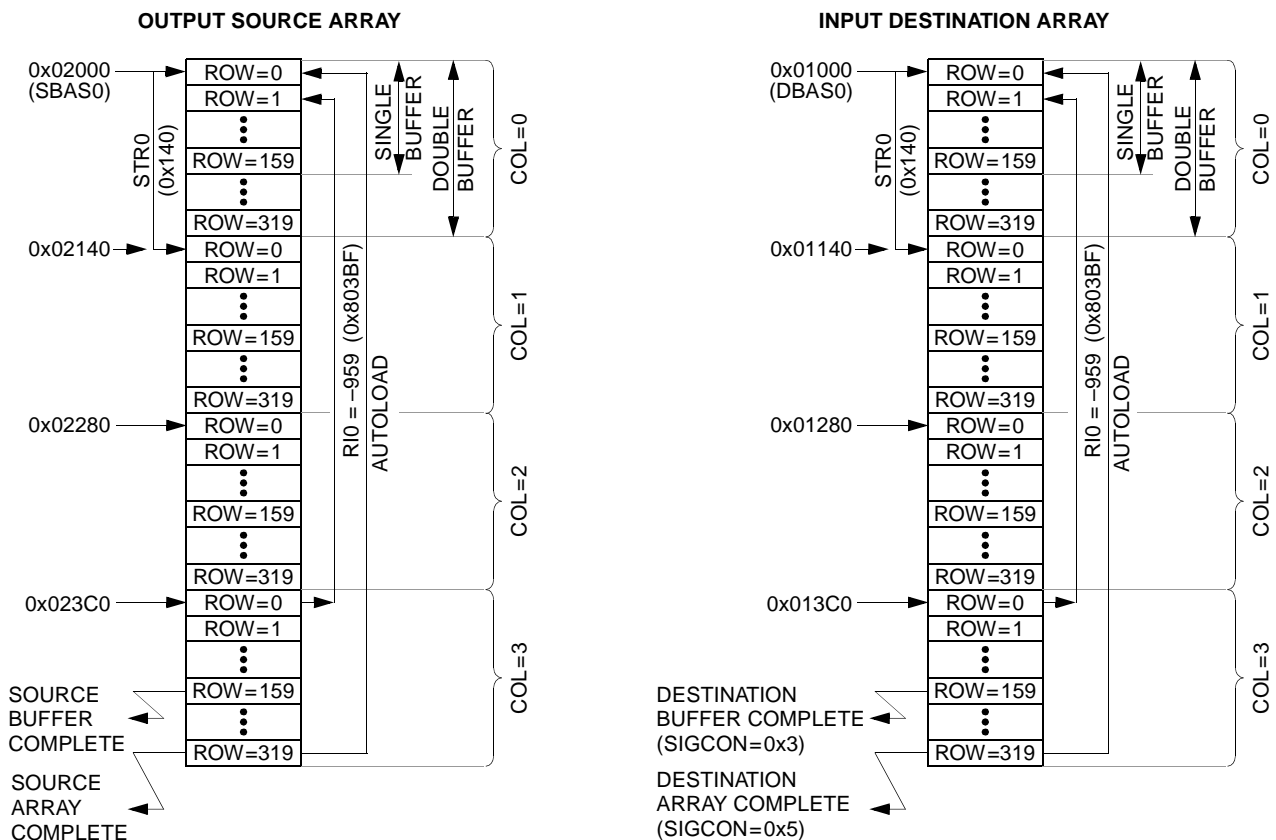 OUTPUT SOURCE ARRAY
0x02000
(SBAS0)
STR0
(0x140)
0x02140
0x02280
0x023C0
ROW=0
ROW=1
ROW=159
ROW=319
ROW=0
ROW=1
ROW=159
ROW=319
ROW=0
ROW=1
ROW=159
ROW=319
ROW=0
ROW=1
ROW=159
ROW=319
SINGLE
BUFFER
DOUBLE
BUFFER
RI0 = –959 (0x803BF)
AUTOLOAD
COL=0
COL=1
COL=2
COL=3
SOURCE
BUFFER
COMPLETE
SOURCE
ARRAY
COMPLETE
INPUT DESTINATION ARRAY
0x01000
(DBAS0)
STR0
(0x140)
0x01140
0x01280
0x013C0
ROW=0
ROW=1
ROW=159
ROW=319
ROW=0
ROW=1
ROW=159
ROW=319
ROW=0
ROW=1
ROW=159
ROW=319
ROW=0
ROW=1
ROW=159
ROW=319
SINGLE
BUFFER
DOUBLE
BUFFER
RI0 = –959 (0x803BF)
AUTOLOAD
COL=0
COL=1
COL=2
COL=3
DESTINATION
BUFFER COMPLETE
(SIGCON=0x3)
DESTINATION
ARRAY COMPLETE
(SIGCON=0x5)